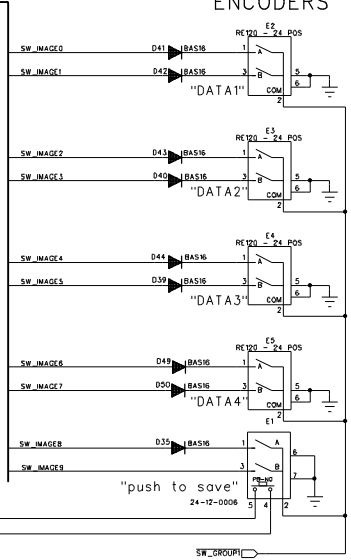 ENCODERS
E2
RE120 - 24 POS
SW_IMAGE0 D41 BAS16 1 A
SW_IMAGE1 D42 BAS16 3 B 5
6
"DATA1" COM
2
E3
RE120 - 24 POS
SW_IMAGE2 D43 BAS16 1 A
SW_IMAGE3 D40 BAS16 3 B 5
6
"DATA2" COM
2
E4
RE120 - 24 POS
SW_IMAGE4 D44 BAS16 1 A
SW_IMAGE5 D39 BAS16 3 B 5
6
"DATA3" COM
2
E5
RE120 - 24 POS
SW_IMAGE6 D49 BAS16 1 A
SW_IMAGE7 D50 BAS16 3 B 5
6
"DATA4" COM
2
E1
SW_IMAGE8 D35 BAS16 1 A
6
SW_IMAGE9 3 B
7
PB-NO
"push to save"
24-12-0006
5 4 2
SW_GROUP1